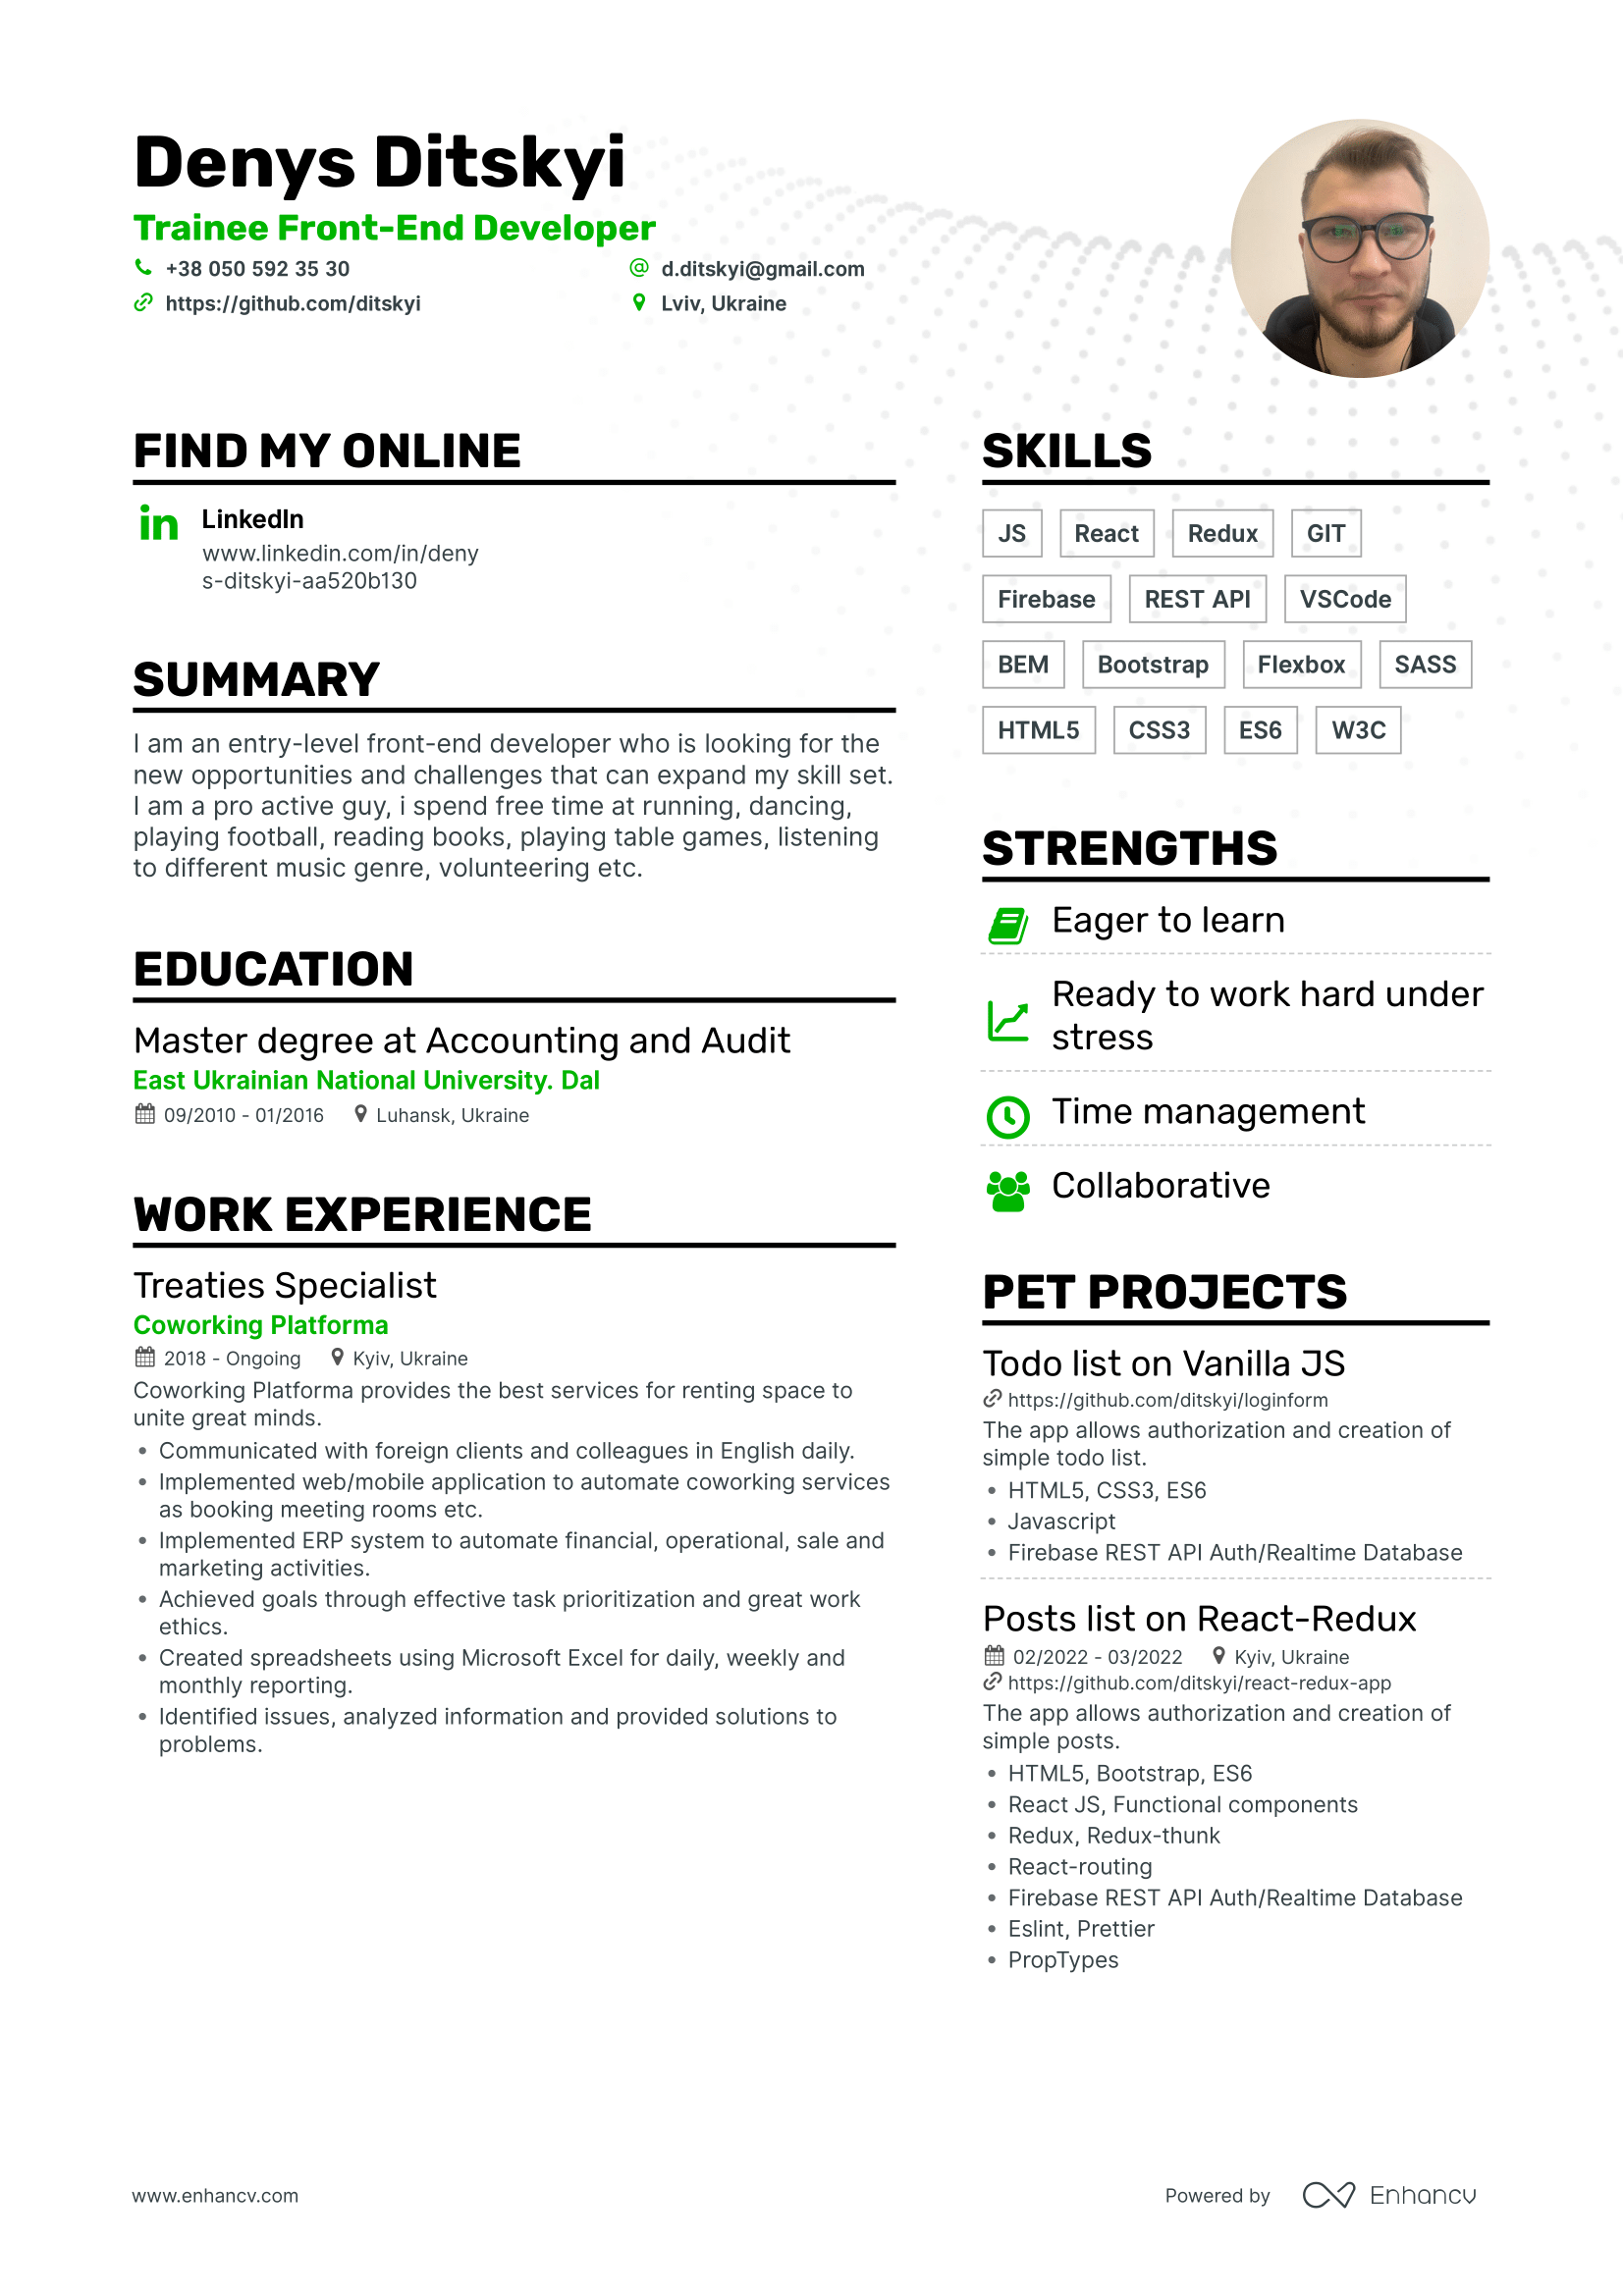 Denys Ditskyi
Trainee Front-End Developer
+38 050 592 35 30
d.ditskyi@gmail.com
https://github.com/ditskyi
Lviv, Ukraine
FIND MY ONLINE
LinkedIn
www.linkedin.com/in/deny
s-ditskyi-aa520b130
SUMMARY
I am an entry-level front-end developer who is looking for the
new opportunities and challenges that can expand my skill set.
I am a pro active guy, i spend free time at running, dancing,
playing football, reading books, playing table games, listening
to different music genre, volunteering etc.
EDUCATION
Master degree at Accounting and Audit
East Ukrainian National University. Dal
09/2010 - 01/2016 Luhansk, Ukraine
WORK EXPERIENCE
Treaties Specialist
Coworking Platforma
2018 - Ongoing Kyiv, Ukraine
Coworking Platforma provides the best services for renting space to
unite great minds.
• Communicated with foreign clients and colleagues in English daily.
• Implemented web/mobile application to automate coworking services
as booking meeting rooms etc.
• Implemented ERP system to automate financial, operational, sale and
marketing activities.
• Achieved goals through effective task prioritization and great work
ethics.
• Created spreadsheets using Microsoft Excel for daily, weekly and
monthly reporting.
• Identified issues, analyzed information and provided solutions to
problems.
SKILLS
JS React Redux GIT
Firebase REST API VSCode
BEM Bootstrap Flexbox SASS
HTML5 CSS3 ES6 W3C
STRENGTHS
Eager to learn
Ready to work hard under
stress
Time management
Collaborative
PET PROJECTS
Todo list on Vanilla JS
https://github.com/ditskyi/loginform
The app allows authorization and creation of
simple todo list.
• HTML5, CSS3, ES6
• Javascript
• Firebase REST API Auth/Realtime Database
Posts list on React-Redux
02/2022 - 03/2022 Kyiv, Ukraine
https://github.com/ditskyi/react-redux-app
The app allows authorization and creation of
simple posts.
• HTML5, Bootstrap, ES6
• React JS, Functional components
• Redux, Redux-thunk
• React-routing
• Firebase REST API Auth/Realtime Database
• Eslint, Prettier
• PropTypes
www.enhancv.com
Powered by Enhancv